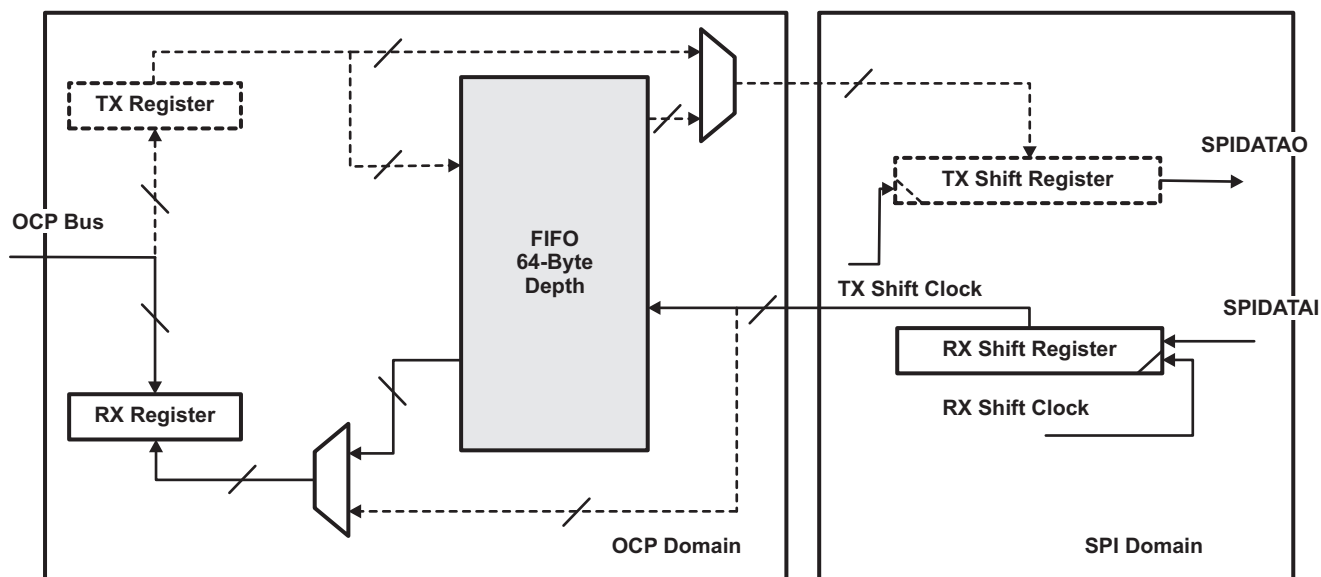 TX Register
SPIDATAO
TX Shift Register
OCP Bus
FIFO
64-Byte
Depth
TX Shift Clock
SPIDATAI
RX Shift Register
RX Register
RX Shift Clock
OCP Domain
SPI Domain